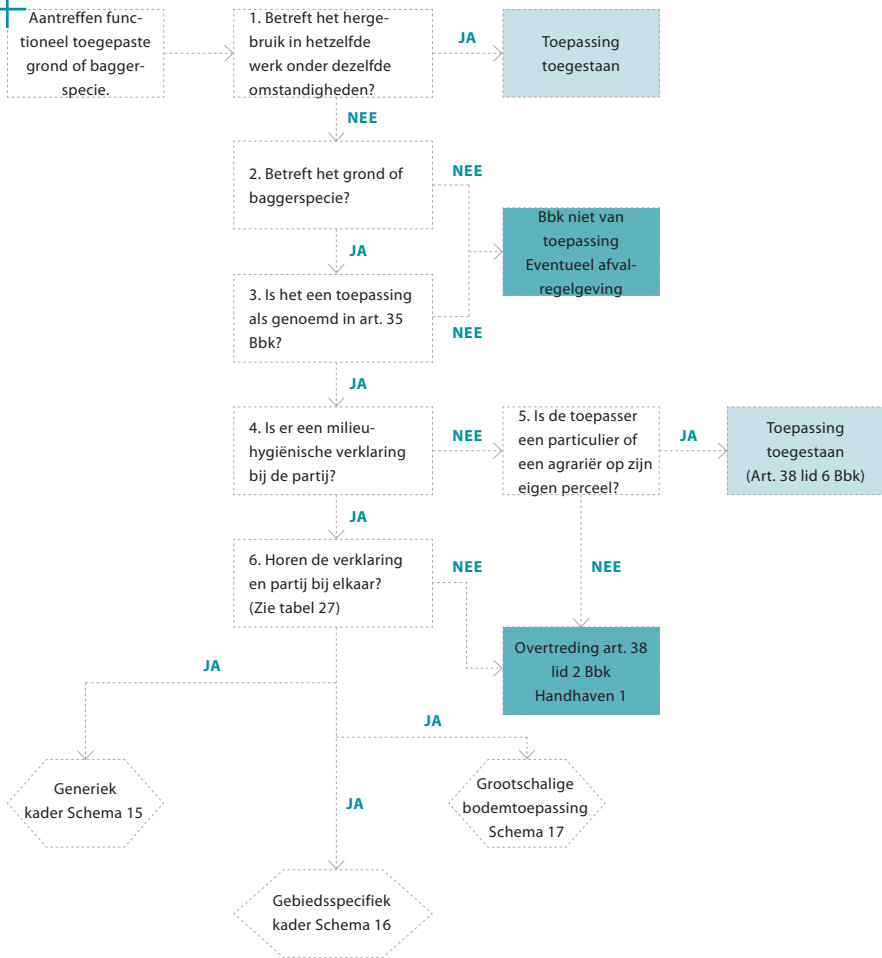 Aantreffen func-
tioneel toegepaste
grond of bagger-
specie.
1. Betreft het herge-
bruik in hetzelfde
werk onder dezelfde
omstandigheden?
JA
Toepassing
toegestaan
NEE
2. Betreft het grond of
baggerspecie?
NEE
Bbk niet van
toepassing
Eventueel afval-
regelgeving
JA
3. Is het een toepassing
als genoemd in art. 35
Bbk?
NEE
JA
4. Is er een milieu-
hygiënische verklaring
bij de partij?
NEE
5. Is de toepasser
een particulier of
een agrariër op zijn
eigen perceel?
JA
Toepassing
toegestaan
(Art. 38 lid 6 Bbk)
JA
6. Horen de verklaring
en partij bij elkaar?
(Zie tabel 27)
NEE
NEE
Overtreding art. 38
lid 2 Bbk
Handhaven 1
JA
JA
Generiek
kader Schema 15
JA
Grootschalige
bodemtoepassing
Schema 17
Gebiedsspecifiek
kader Schema 16